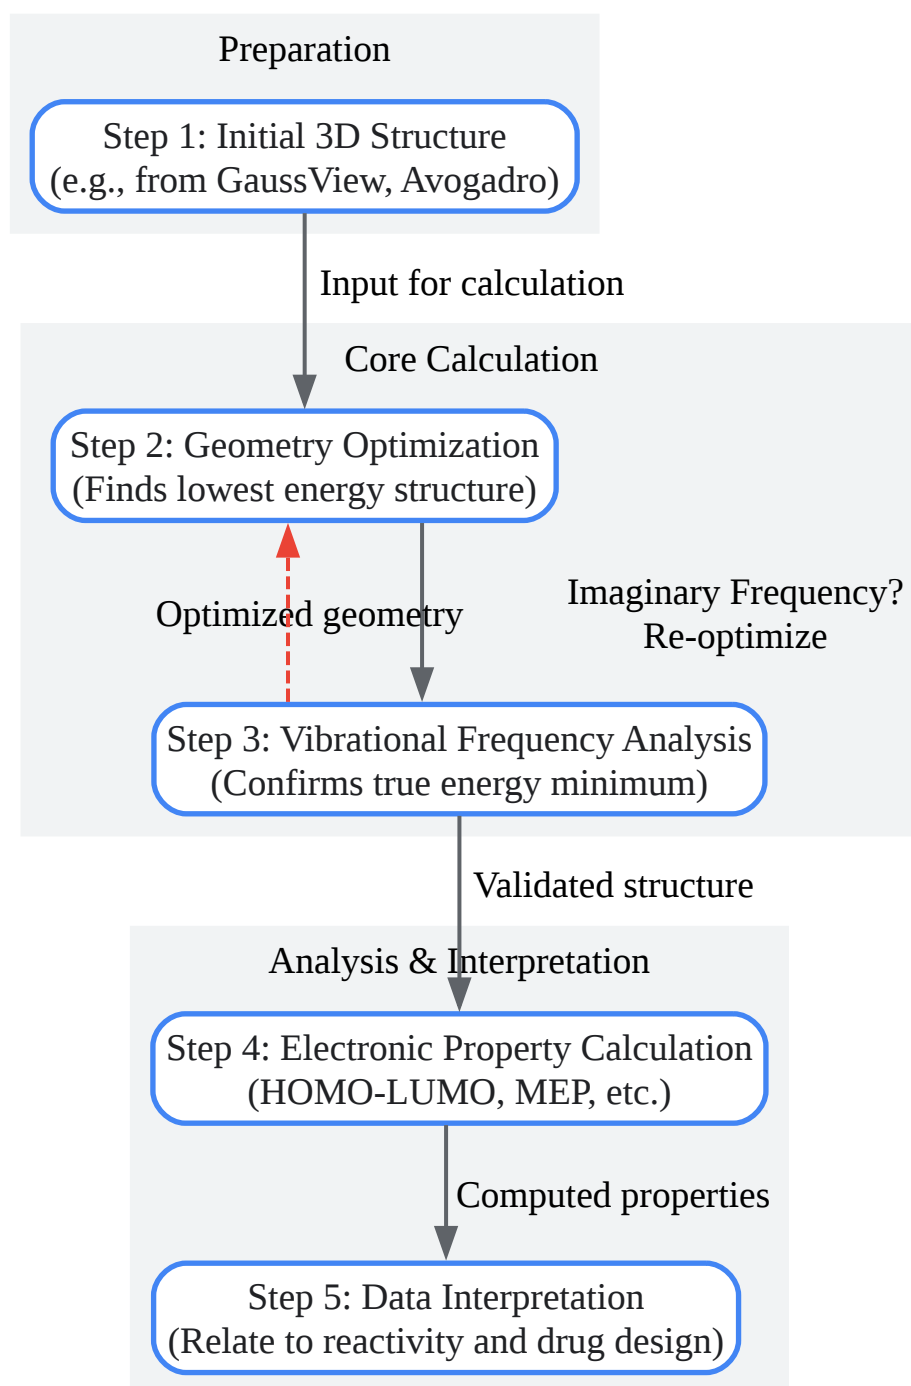 Preparation
Step 1: Initial 3D Structure
(e.g., from GaussView, Avogadro)
Input for calculation
Core Calculation
Step 2: Geometry Optimization
(Finds lowest energy structure)
Optimized geometry
Imaginary Frequency?
Re-optimize
Step 3: Vibrational Frequency Analysis
(Confirms true energy minimum)
Validated structure
Analysis & Interpretation
Step 4: Electronic Property Calculation
(HOMO-LUMO, MEP, etc.)
Computed properties
Step 5: Data Interpretation
(Relate to reactivity and drug design)